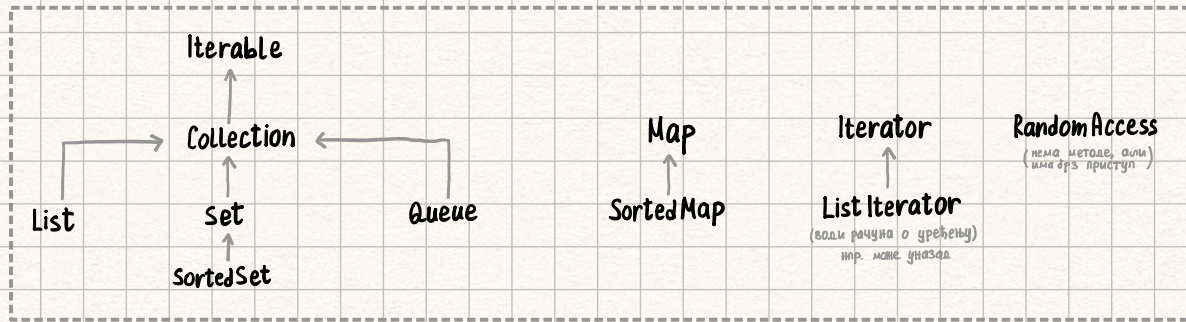 Iterable
Collection
List
Set
Queue
SortedSet
Map
SortedMap
Iterator
ListIterator
(води рачуна о уређењу)
нпр. може уназад
RandomAccess
(нема методе, али
има брз приступ)